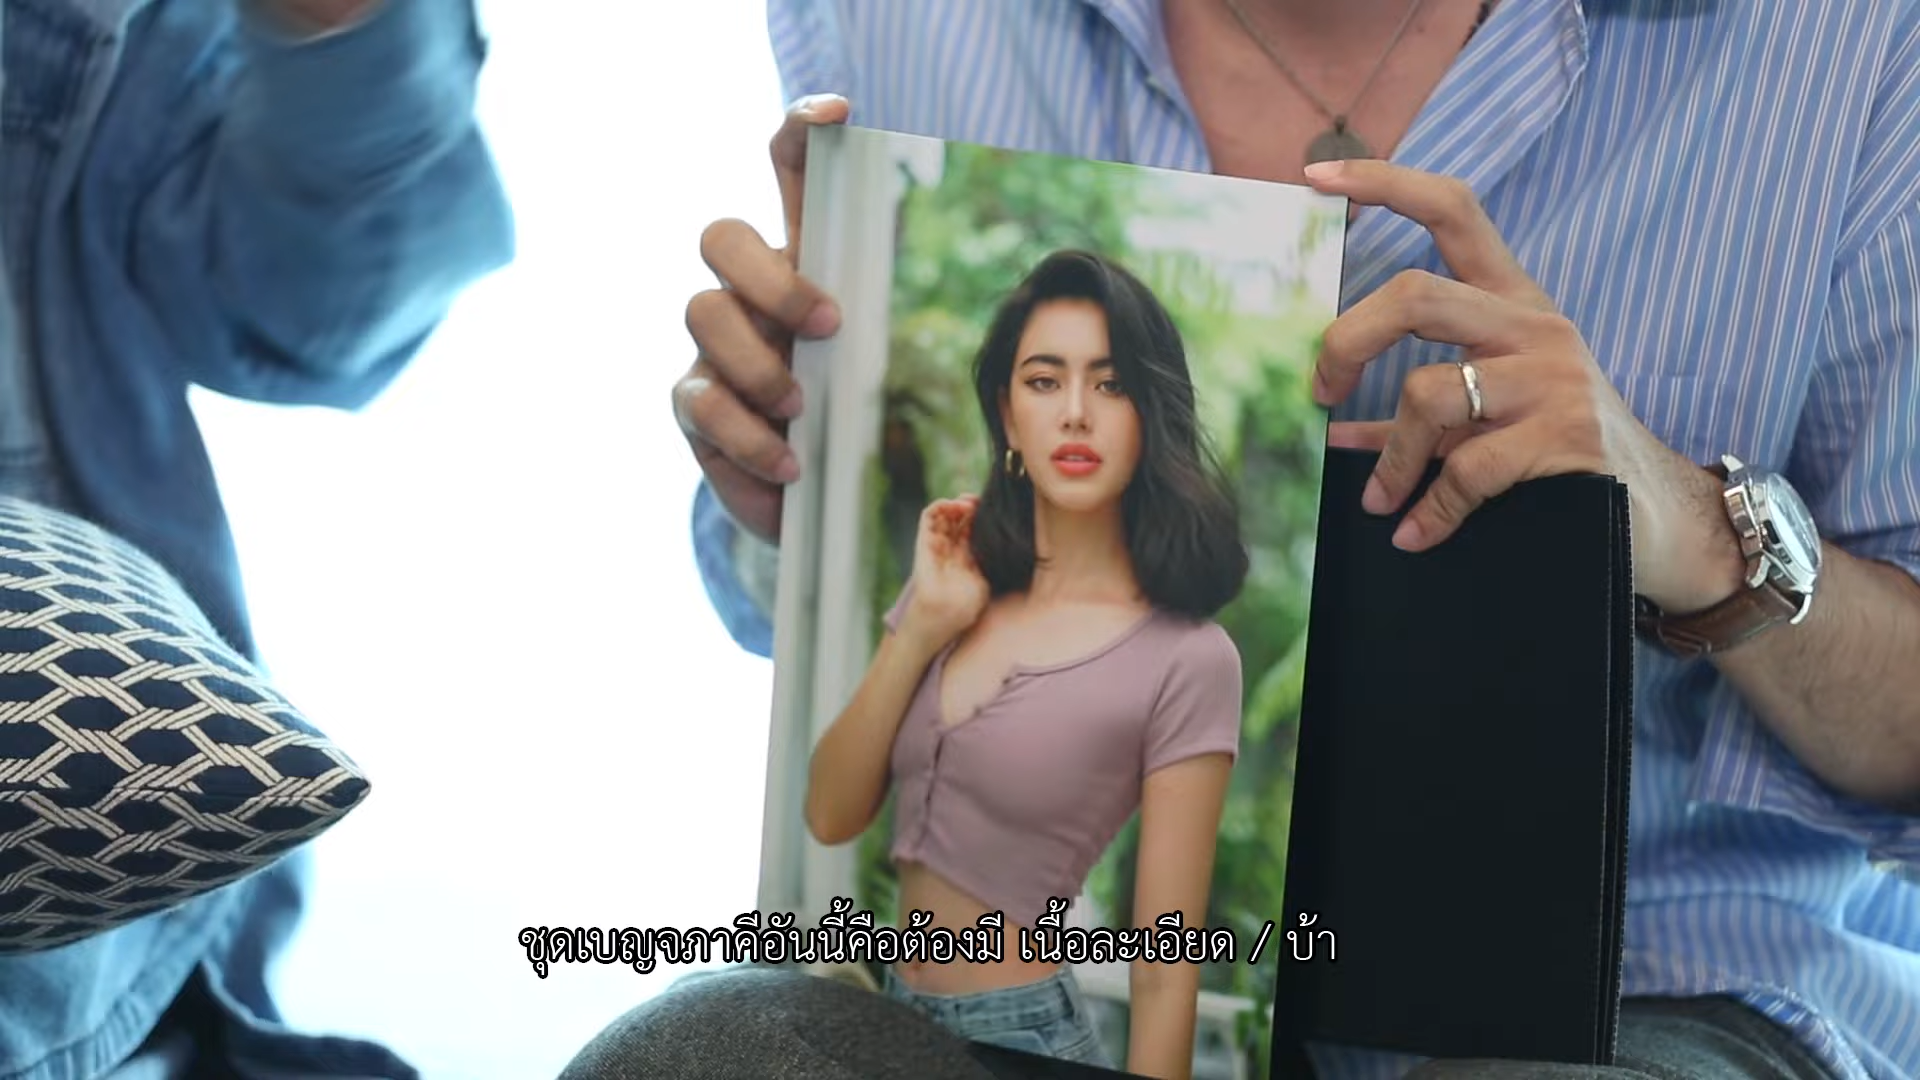 ชุดเบญจภาคีอันนี้คือต้องมี เนื้อละเอียด / บ้า